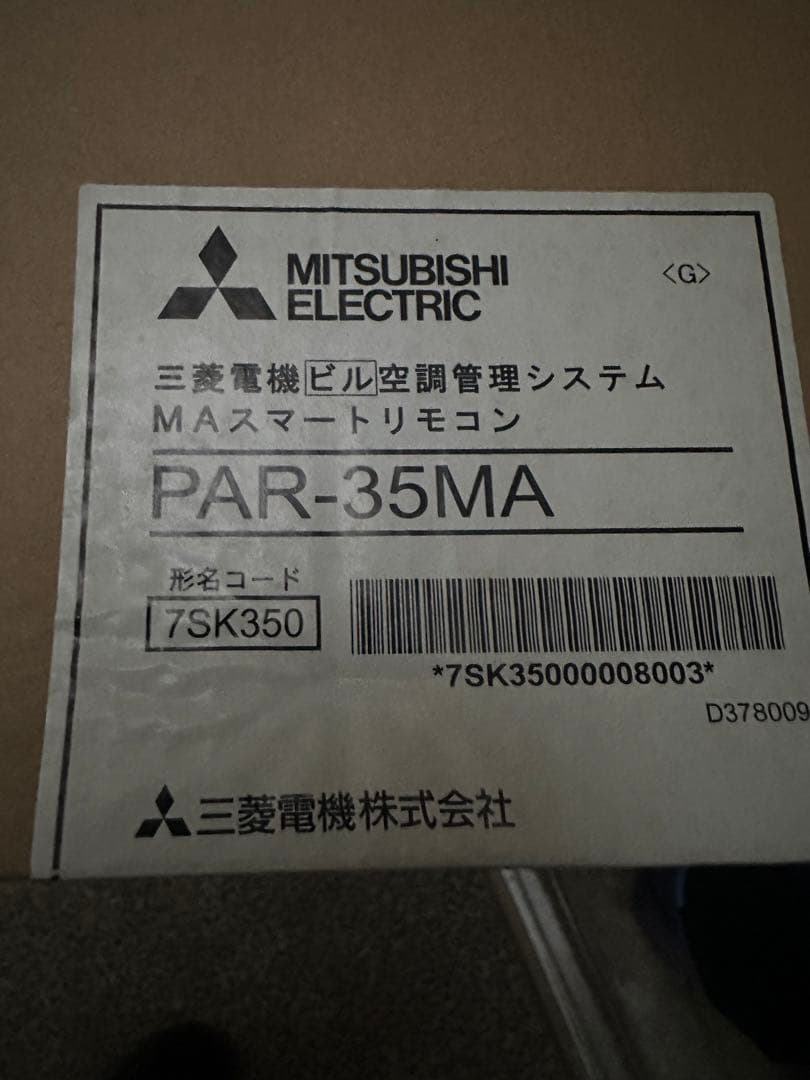 MITSUBISHI
ELECTRIC
〈G〉
三菱電機ビル空調管理システム
MAスマートリモコン
PAR-35MA
形名コード
7SK350
*7SK35000008003*
D378009
三菱電機株式会社